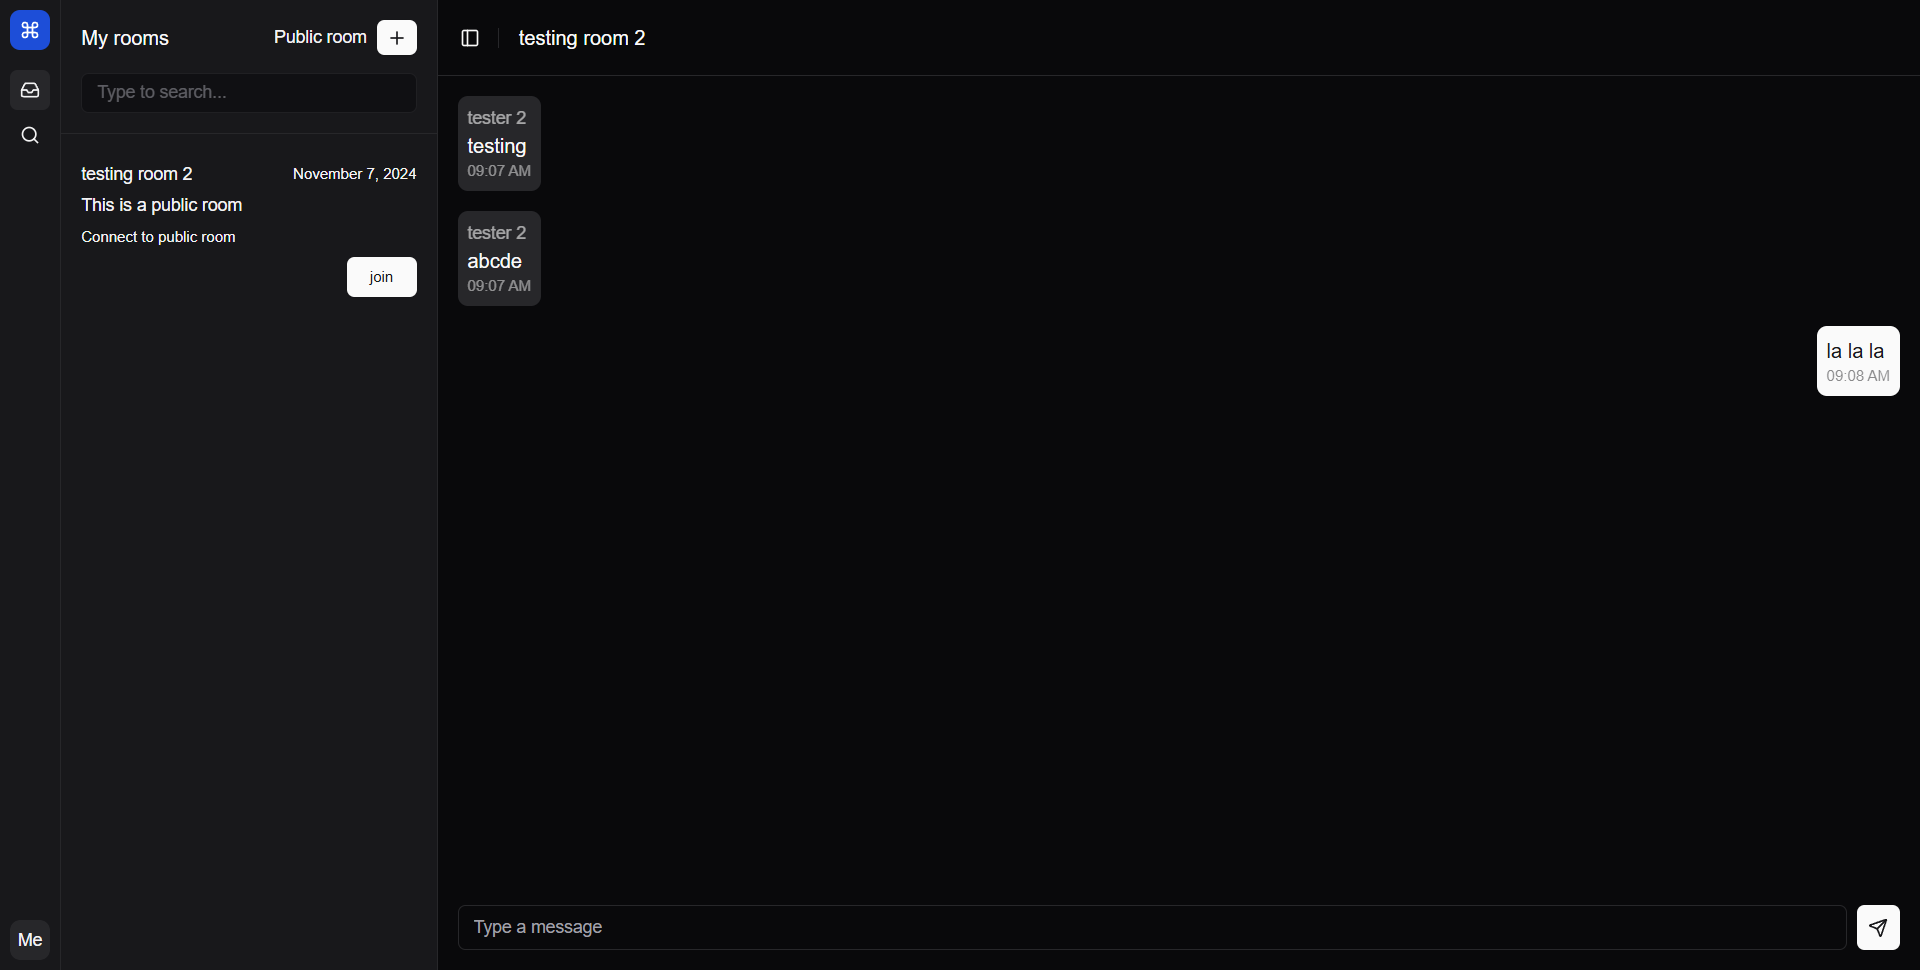 My rooms
Public room
Type to search...
testing room 2
November 7, 2024
This is a public room
Connect to public room
join
Me
testing room 2
tester 2
testing
09:07 AM
tester 2
abcde
09:07 AM
la la la
09:08 AM
Type a message